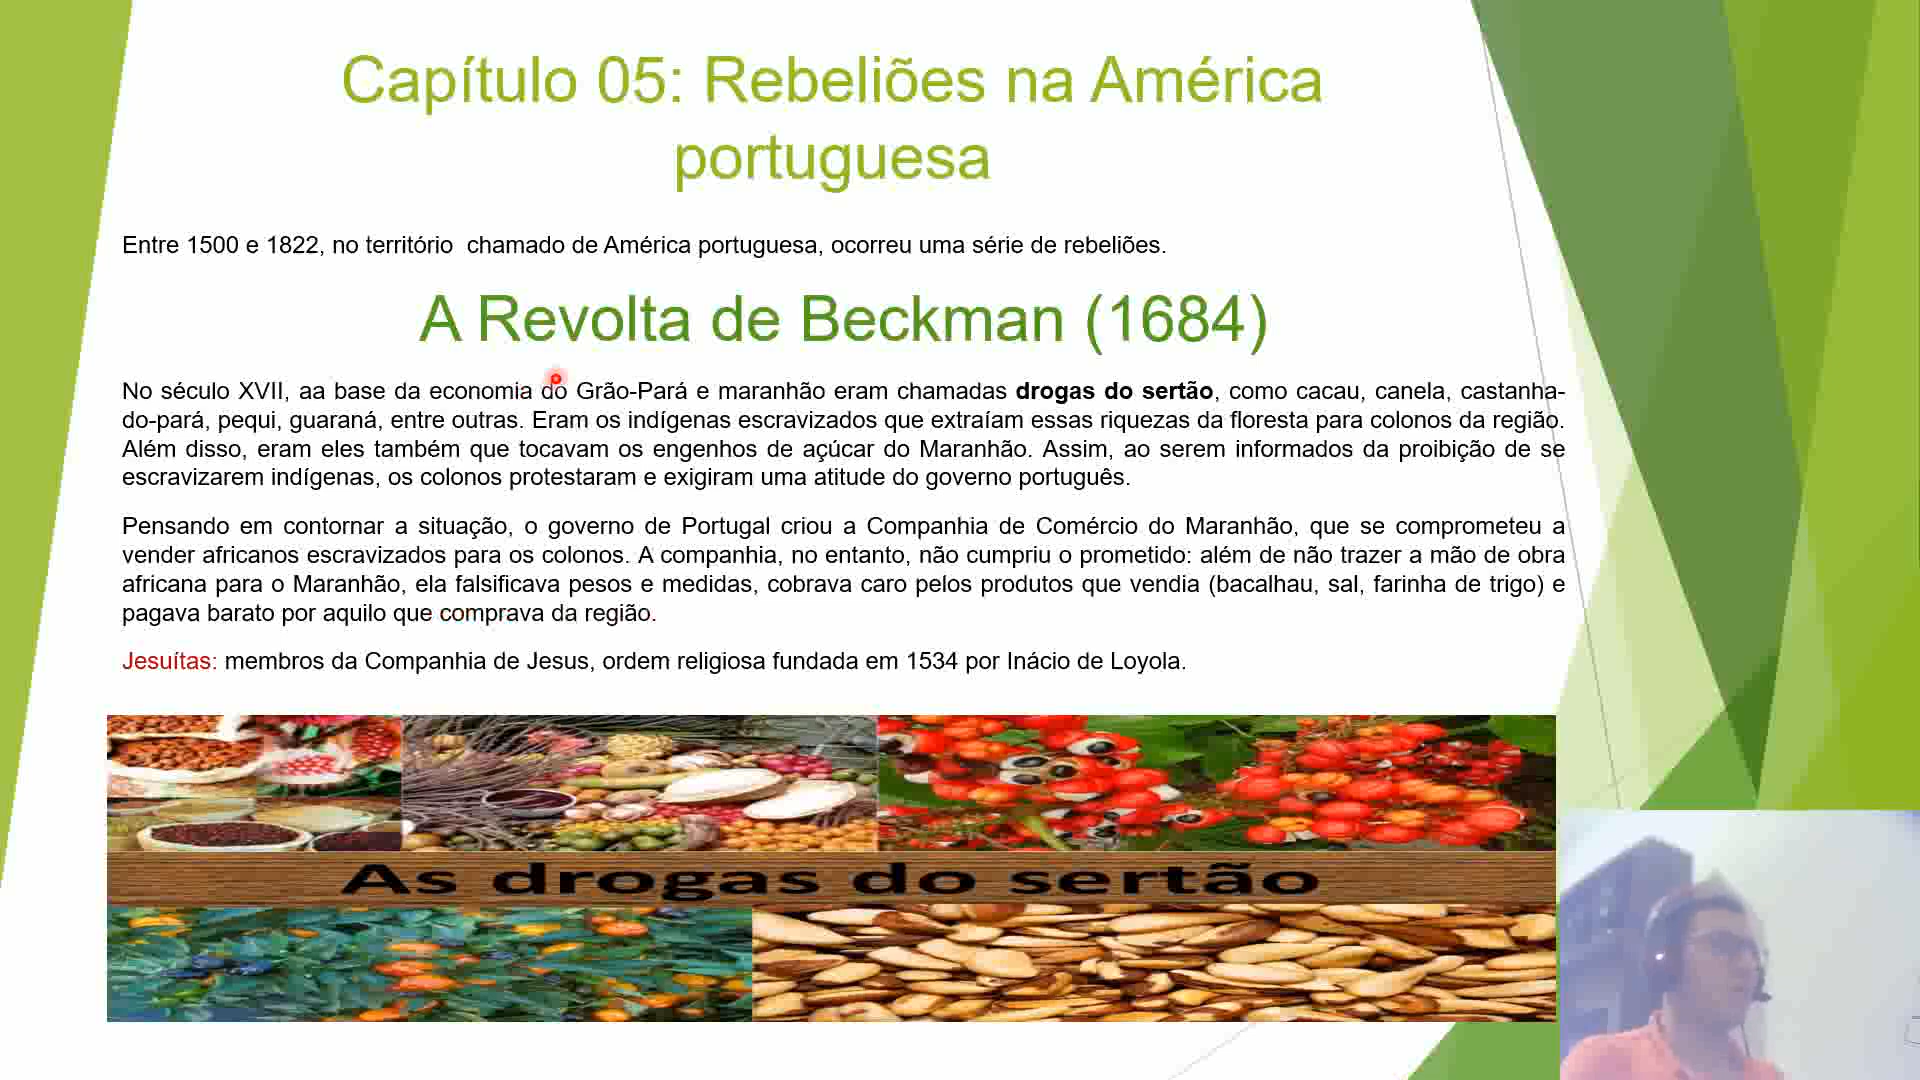 Capítulo 05: Rebeliões na América
portuguesa
Entre 1500 e 1822, no território  chamado de América portuguesa, ocorreu uma série de rebeliões.
A Revolta de Beckman (1684)
No século XVII, aa base da economia do Grão-Pará e maranhão eram chamadas drogas do sertão, como cacau, canela, castanha-
do-pará, pequi, guaraná, entre outras. Eram os indígenas escravizados que extraíam essas riquezas da floresta para colonos da região.
Além disso, eram eles também que tocavam os engenhos de açúcar do Maranhão. Assim, ao serem informados da proibição de se
escravizarem indígenas, os colonos protestaram e exigiram uma atitude do governo português.
Pensando em contornar a situação, o governo de Portugal criou a Companhia de Comércio do Maranhão, que se comprometeu a
vender africanos escravizados para os colonos. A companhia, no entanto, não cumpriu o prometido: além de não trazer a mão de obra
africana para o Maranhão, ela falsificava pesos e medidas, cobrava caro pelos produtos que vendia (bacalhau, sal, farinha de trigo) e
pagava barato por aquilo que comprava da região.
Jesuítas: membros da Companhia de Jesus, ordem religiosa fundada em 1534 por Inácio de Loyola.
As drogas do sertão